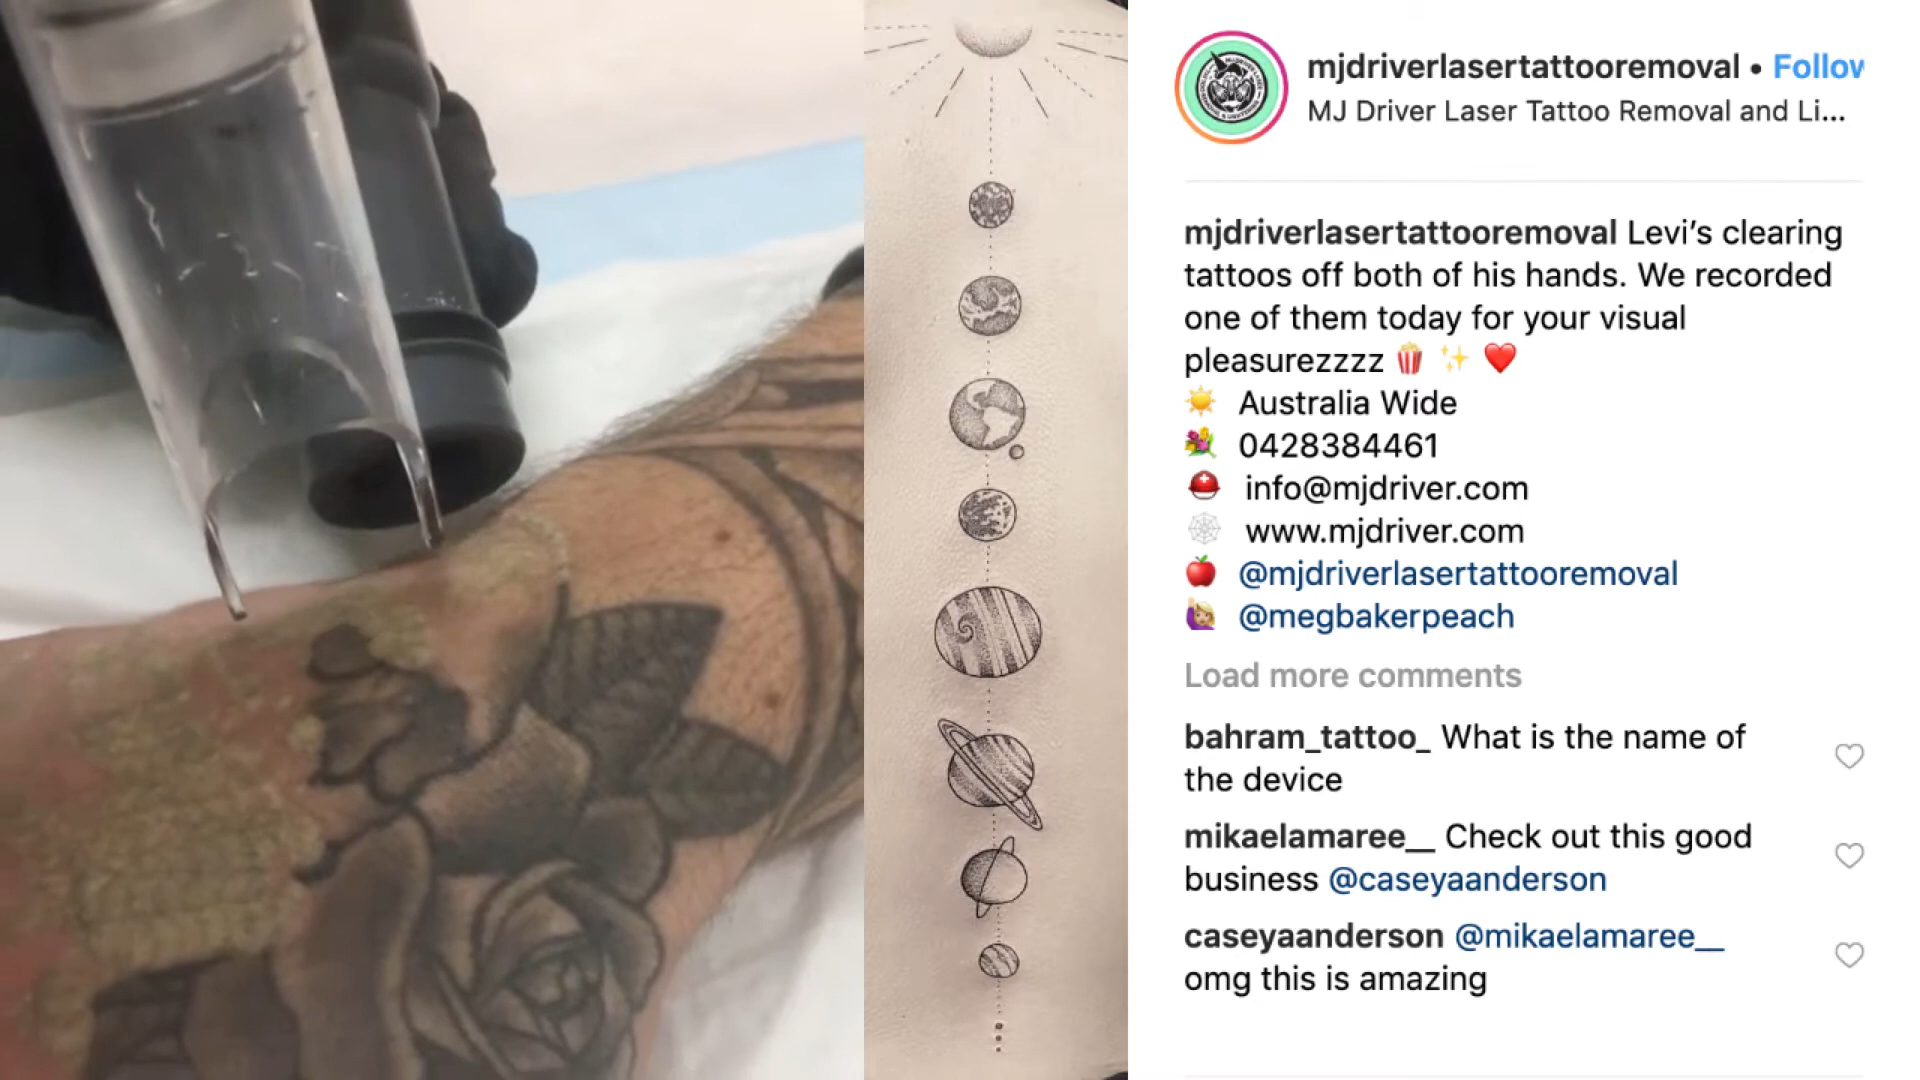 mjdriverlasertattooremoval • Follow
MJ Driver Laser Tattoo Removal and Li...
mjdriverlasertattooremoval Levi’s clearing
tattoos off both of his hands. We recorded
one of them today for your visual
pleasurezzzz 🍿 ✨ ❤️
☀️ Australia Wide
💐 0428384461
⛑ info@mjdriver.com
🕸 www.mjdriver.com
🍎 @mjdriverlasertattooremoval
🙋🏼‍♀️ @megbakerpeach
Load more comments
bahram_tattoo_ What is the name of
the device
mikaelamaree__ Check out this good
business @caseyaanderson
caseyaanderson @mikaelamaree__
omg this is amazing